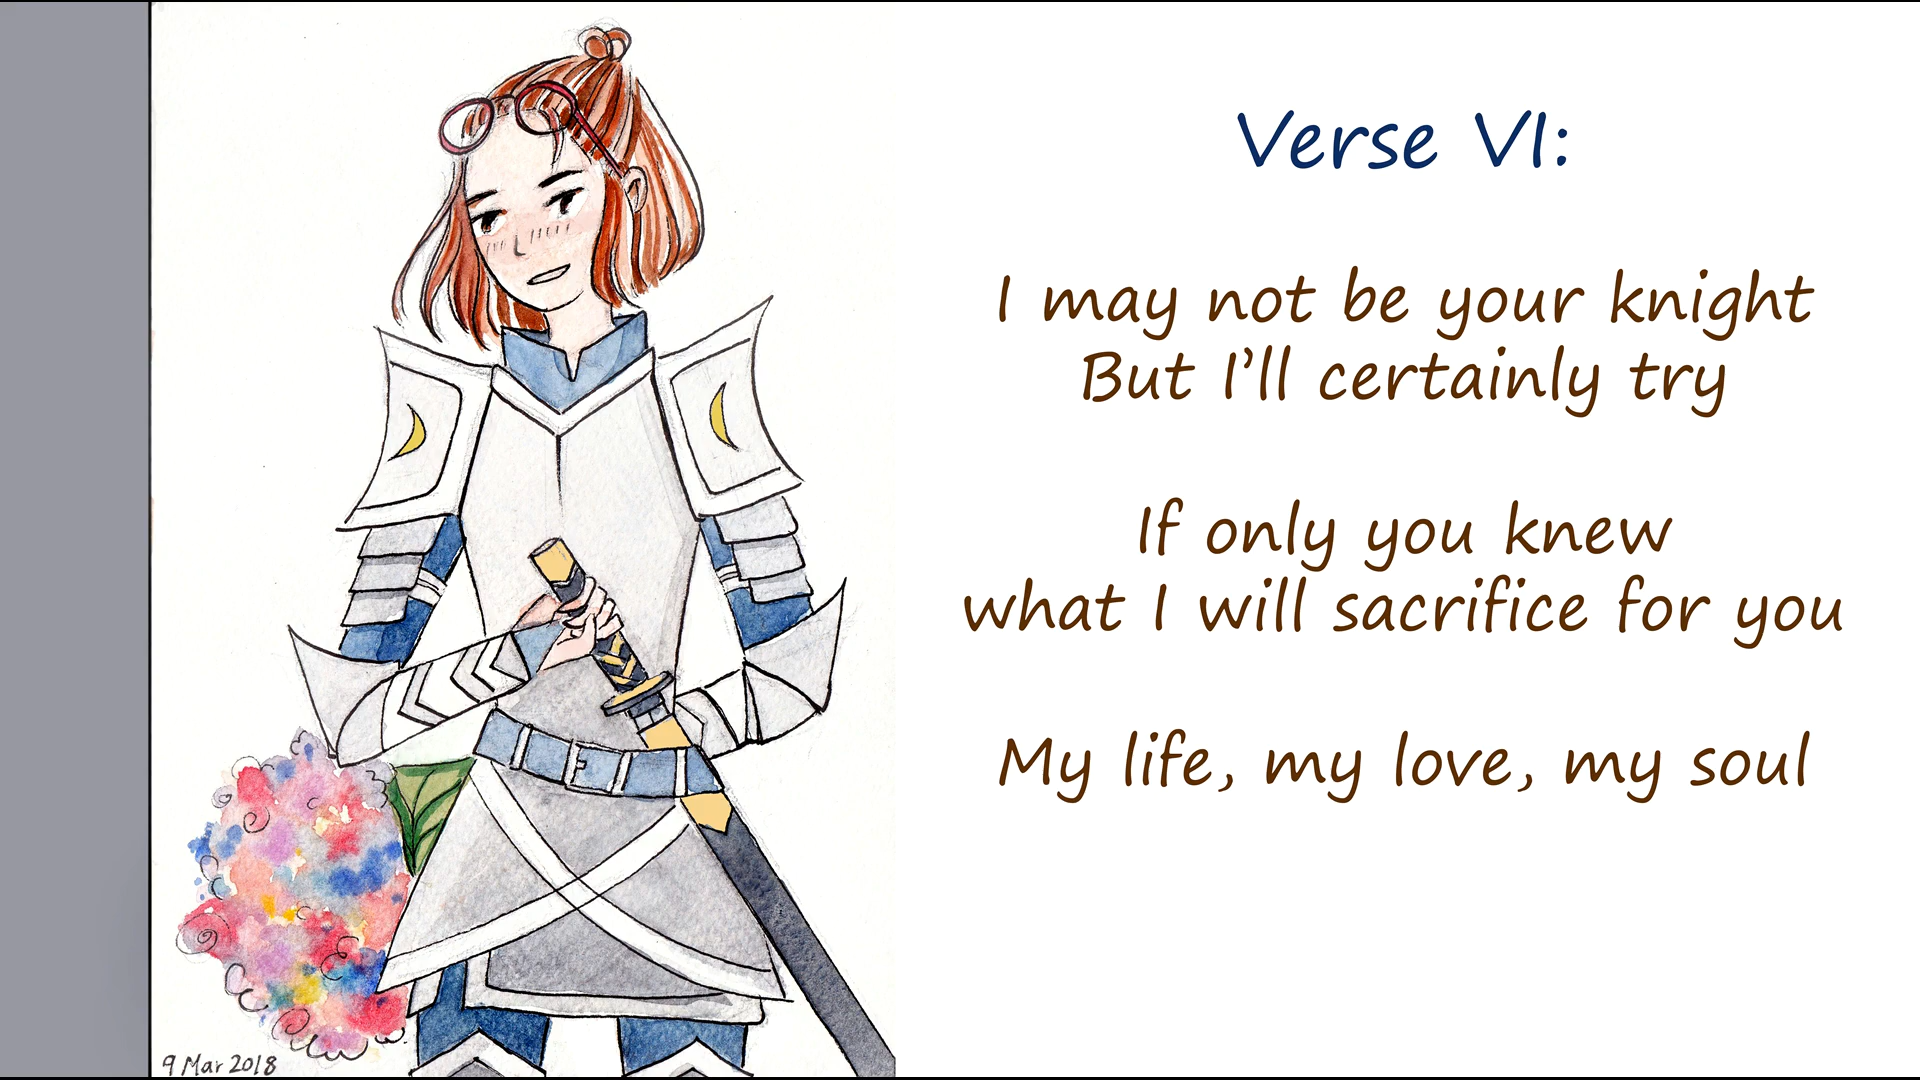 Verse VI:
I may not be your knight
But I’ll certainly try
If only you knew
what I will sacrifice for you
My life, my love, my soul
9 Mar 2018